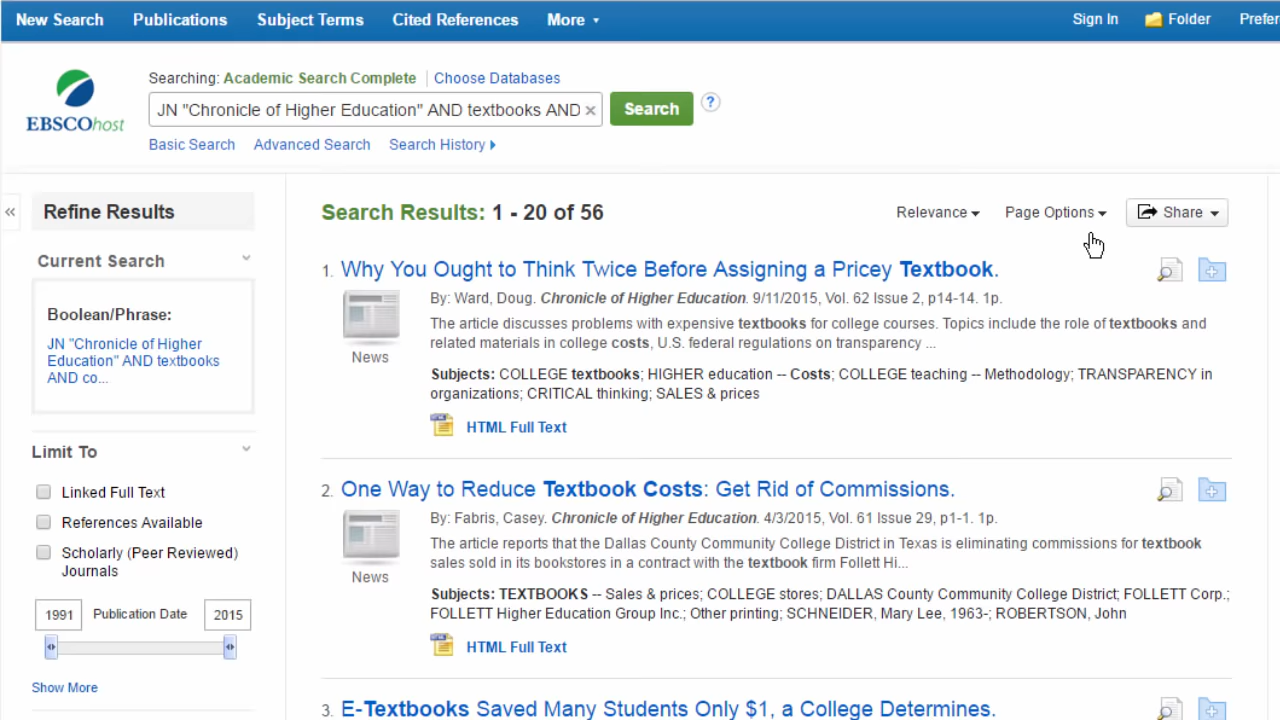 New Search Publications Subject Terms Cited References More Sign In Folder Prefer
Searching: Academic Search Complete Choose Databases
JN "Chronicle of Higher Education" AND textbooks AND × Search ?
EBSCOhost
Basic Search Advanced Search Search History
« Refine Results
Search Results: 1 - 20 of 56 Relevance Page Options Share
Current Search
Boolean/Phrase:
JN "Chronicle of Higher
Education" AND textbooks
AND co...
Limit To
Linked Full Text
References Available
Scholarly (Peer Reviewed)
Journals
1991 Publication Date 2015
Show More
1. Why You Ought to Think Twice Before Assigning a Pricey Textbook.
By: Ward, Doug. Chronicle of Higher Education. 9/11/2015, Vol. 62 Issue 2, p14-14. 1p.
The article discusses problems with expensive textbooks for college courses. Topics include the role of textbooks and
related materials in college costs, U.S. federal regulations on transparency ...
News
Subjects: COLLEGE textbooks; HIGHER education -- Costs; COLLEGE teaching -- Methodology; TRANSPARENCY in
organizations; CRITICAL thinking; SALES & prices
HTML Full Text
2. One Way to Reduce Textbook Costs: Get Rid of Commissions.
By: Fabris, Casey. Chronicle of Higher Education. 4/3/2015, Vol. 61 Issue 29, p1-1. 1p.
The article reports that the Dallas County Community College District in Texas is eliminating commissions for textbook
sales sold in its bookstores in a contract with the textbook firm Follett Hi...
News
Subjects: TEXTBOOKS -- Sales & prices; COLLEGE stores; DALLAS County Community College District; FOLLETT Corp.;
FOLLETT Higher Education Group Inc.; Other printing; SCHNEIDER, Mary Lee, 1963-; ROBERTSON, John
HTML Full Text
3. E-Textbooks Saved Many Students Only $1, a College Determines.